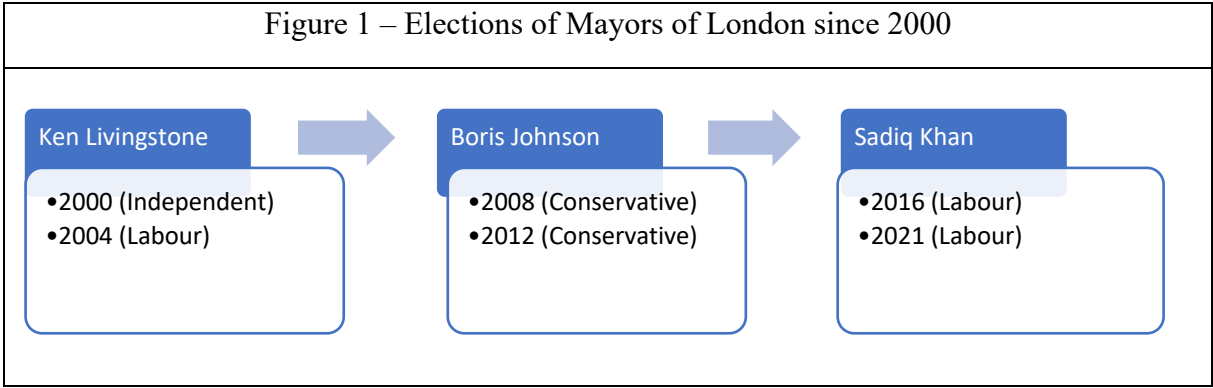 Figure 1 – Elections of Mayors of London since 2000
Ken Livingstone
•2000 (Independent)
•2004 (Labour)
Boris Johnson
•2008 (Conservative)
•2012 (Conservative)
Sadiq Khan
•2016 (Labour)
•2021 (Labour)